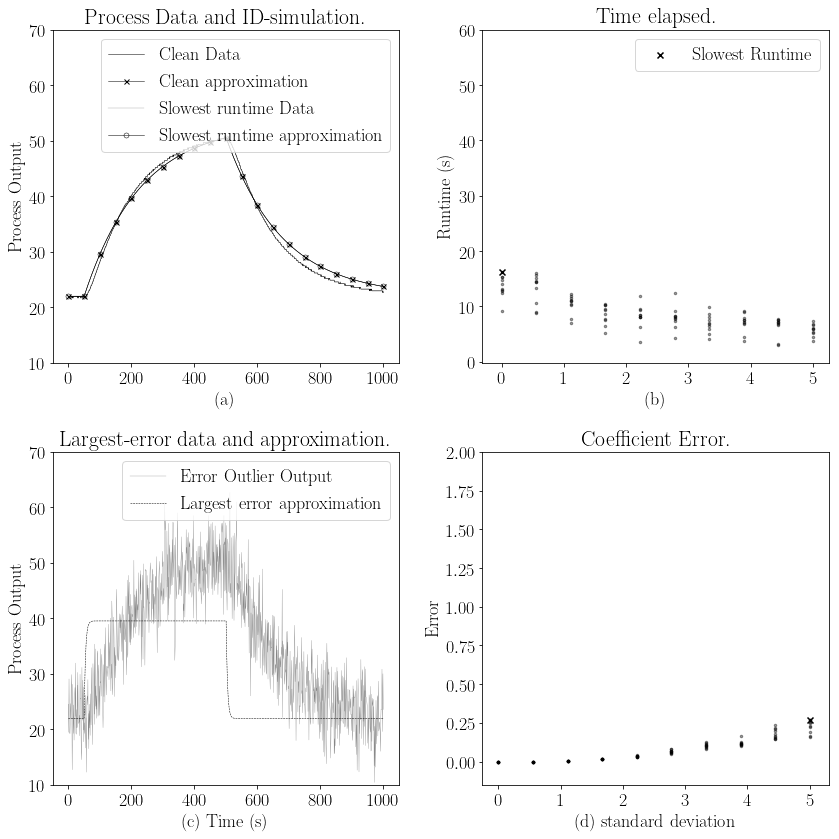 Process Data and ID-simulation.
Process Output
70
60
50
40
30
20
10
Clean Data
Clean approximation
Slowest runtime Data
Slowest runtime approximation
0 200 400 600 800 1000
(a)
Time elapsed.
Runtime (s)
60
50
40
30
20
10
0
Slowest Runtime
0 1 2 3 4 5
(b)
Largest-error data and approximation.
Process Output
70
60
50
40
30
20
10
Error Outlier Output
Largest error approximation
0 200 400 600 800 1000
(c) Time (s)
Coefficient Error.
Error
2.00
1.75
1.50
1.25
1.00
0.75
0.50
0.25
0.00
0 1 2 3 4 5
(d) standard deviation